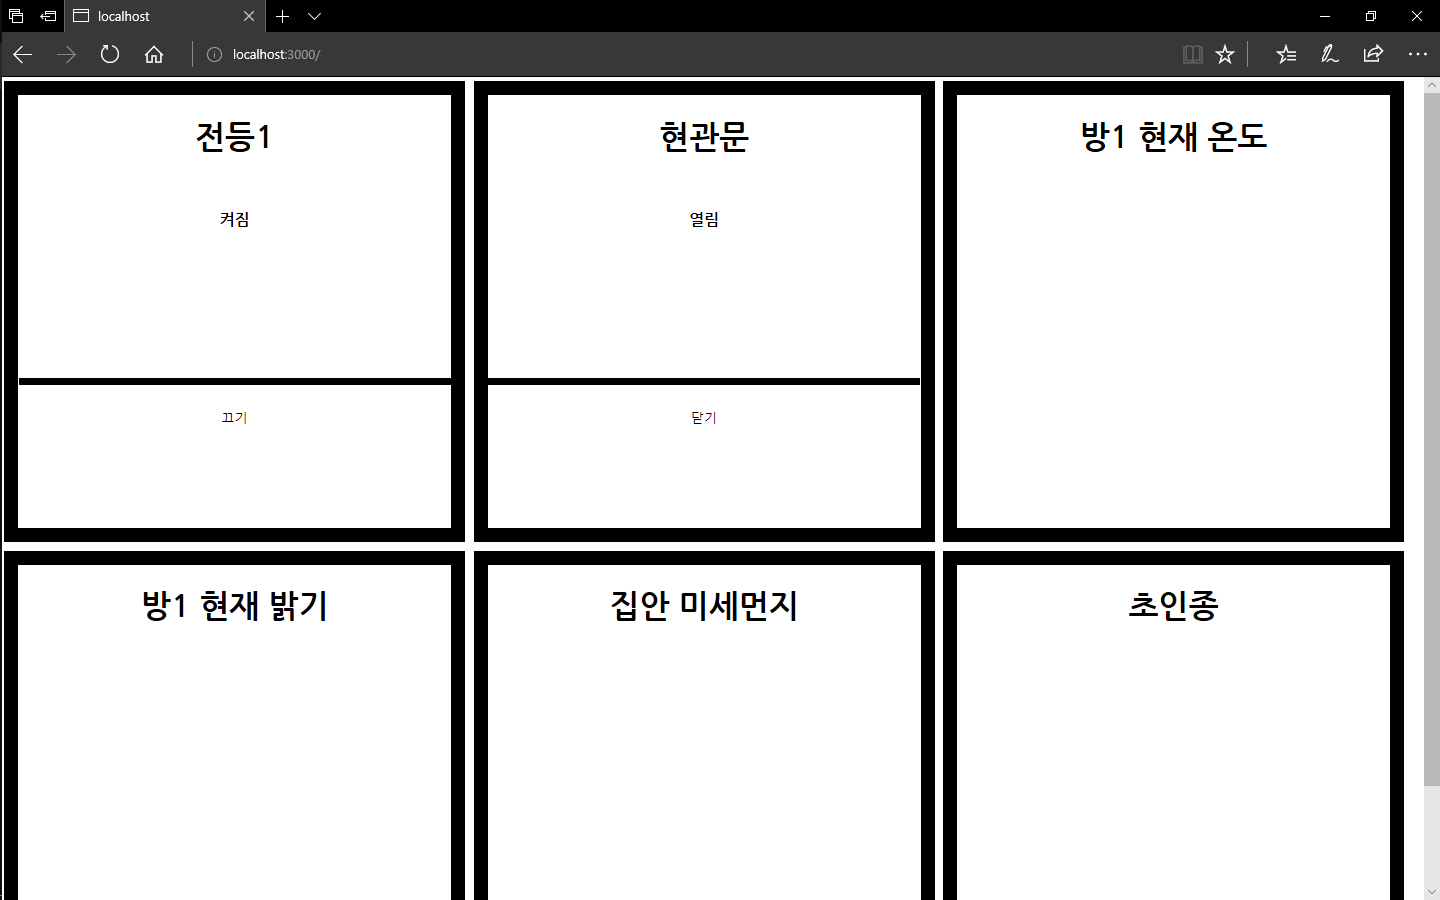 localhost
localhost:3000/
전등1
켜짐
끄기
현관문
열림
닫기
방1 현재 온도
방1 현재 밝기
집안 미세먼지
초인종